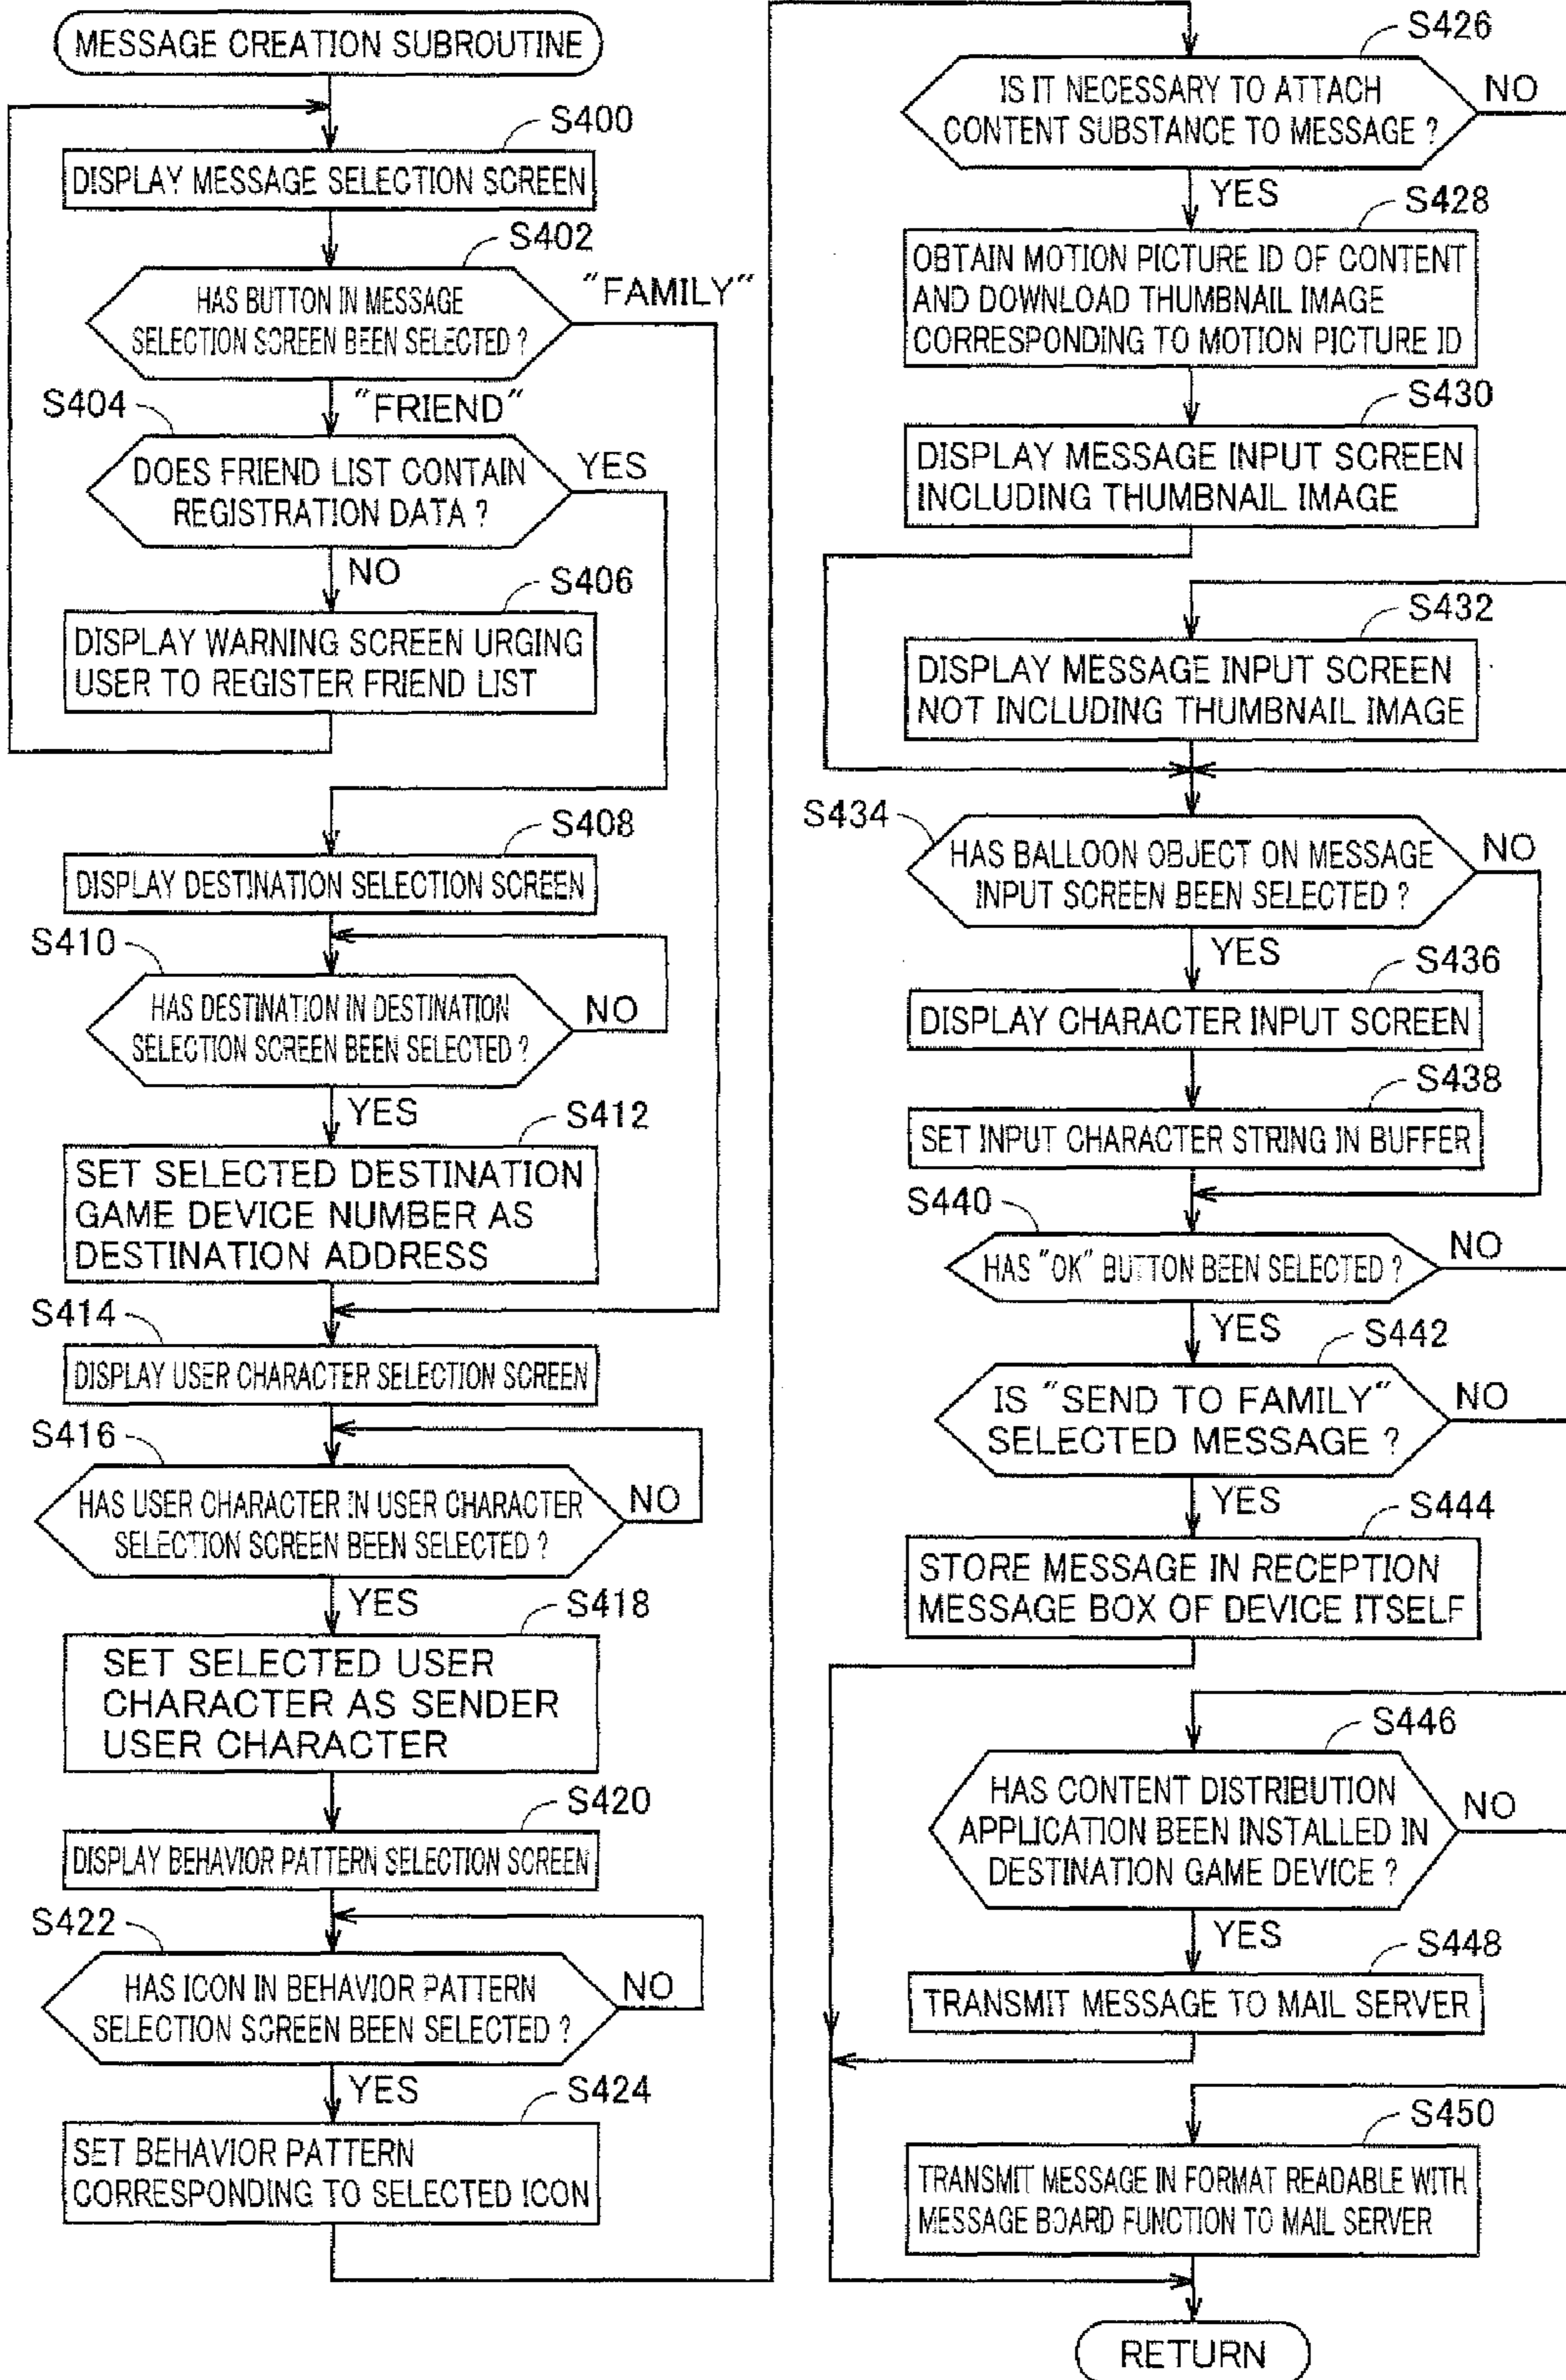 MESSAGE CREATION SUBROUTINE
S400
DISPLAY MESSAGE SELECTION SCREEN
S402
HAS BUTTON IN MESSAGE
SELECTION SCREEN BEEN SELECTED ?
"FAMILY"
"FRIEND"
S404
DOES FRIEND LIST CONTAIN
REGISTRATION DATA ?
YES
NO
S406
DISPLAY WARNING SCREEN URGING
USER TO REGISTER FRIEND LIST
S408
DISPLAY DESTINATION SELECTION SCREEN
S410
HAS DESTINATION IN DESTINATION
SELECTION SCREEN BEEN SELECTED ?
NO
YES
S412
SET SELECTED DESTINATION
GAME DEVICE NUMBER AS
DESTINATION ADDRESS
S414
DISPLAY USER CHARACTER SELECTION SCREEN
S416
HAS USER CHARACTER IN USER CHARACTER
SELECTION SCREEN BEEN SELECTED ?
NO
YES
S418
SET SELECTED USER
CHARACTER AS SENDER
USER CHARACTER
S420
DISPLAY BEHAVIOR PATTERN SELECTION SCREEN
S422
HAS ICON IN BEHAVIOR PATTERN
SELECTION SCREEN BEEN SELECTED ?
NO
YES
S424
SET BEHAVIOR PATTERN
CORRESPONDING TO SELECTED ICON
S426
IS IT NECESSARY TO ATTACH
CONTENT SUBSTANCE TO MESSAGE ?
NO
YES
S428
OBTAIN MOTION PICTURE ID OF CONTENT
AND DOWNLOAD THUMBNAIL IMAGE
CORRESPONDING TO MOTION PICTURE ID
S430
DISPLAY MESSAGE INPUT SCREEN
INCLUDING THUMBNAIL IMAGE
S432
DISPLAY MESSAGE INPUT SCREEN
NOT INCLUDING THUMBNAIL IMAGE
S434
HAS BALLOON OBJECT ON MESSAGE
INPUT SCREEN BEEN SELECTED ?
NO
YES
S436
DISPLAY CHARACTER INPUT SCREEN
S438
SET INPUT CHARACTER STRING IN BUFFER
S440
HAS "OK" BUTTON BEEN SELECTED ?
NO
YES
S442
IS "SEND TO FAMILY"
SELECTED MESSAGE ?
NO
YES
S444
STORE MESSAGE IN RECEPTION
MESSAGE BOX OF DEVICE ITSELF
S446
HAS CONTENT DISTRIBUTION
APPLICATION BEEN INSTALLED IN
DESTINATION GAME DEVICE ?
NO
YES
S448
TRANSMIT MESSAGE TO MAIL SERVER
S450
TRANSMIT MESSAGE IN FORMAT READABLE WITH
MESSAGE BOARD FUNCTION TO MAIL SERVER
RETURN